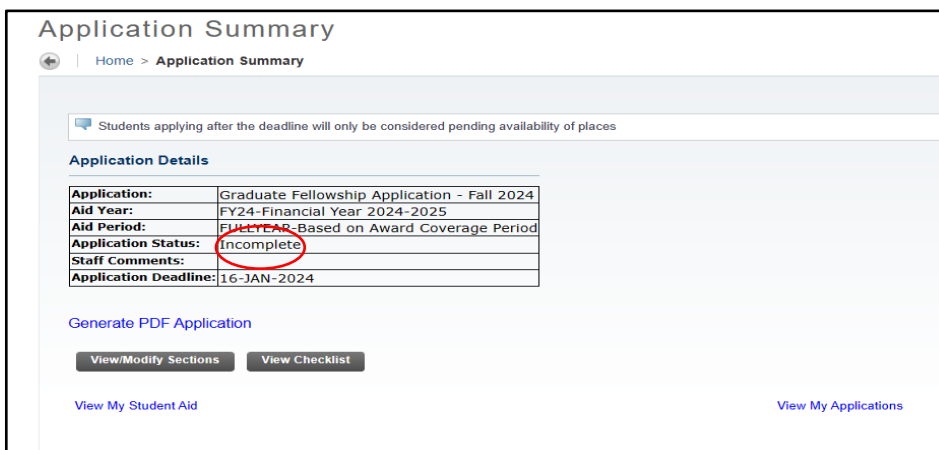 Application Summary
Home > Application Summary
Students applying after the deadline will only be considered pending availability of places
Application Details
Application: Graduate Fellowship Application - Fall 2024
Aid Year: FY24-Financial Year 2024-2025
Aid Period: FULLYEAR-Based on Award Coverage Period
Application Status: Incomplete
Staff Comments:
Application Deadline: 16-JAN-2024
Generate PDF Application
View/Modify Sections View Checklist
View My Student Aid View My Applications